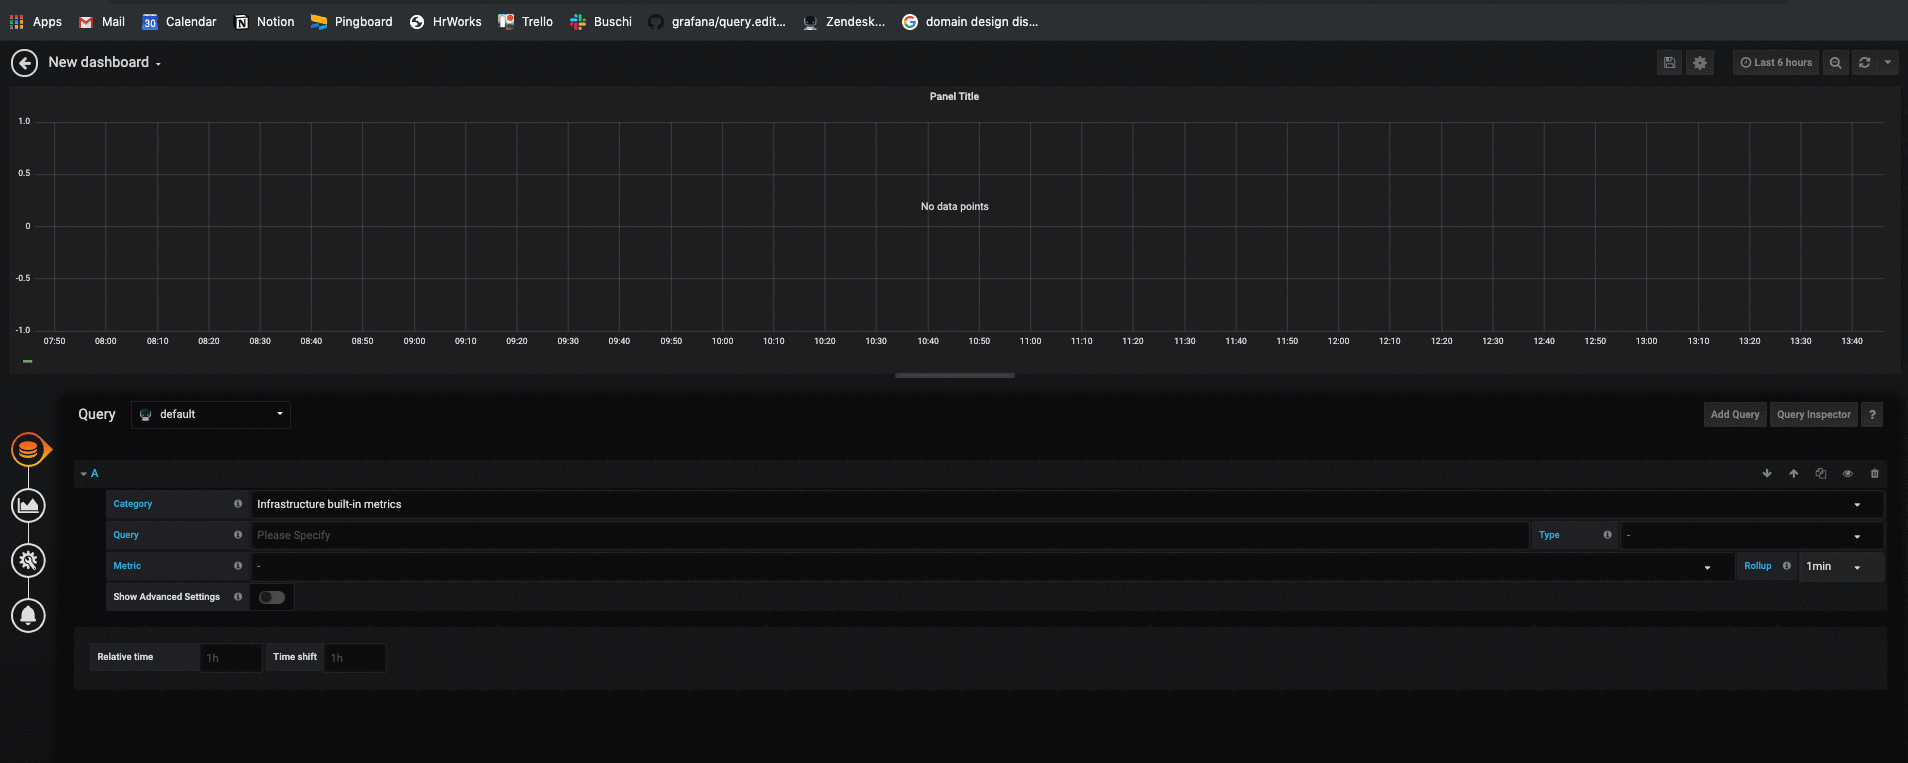 Apps Mail 30 Calendar Notion Pingboard HrWorks Trello Buschi grafana/query.edit... Zendesk... domain design dis...
New dashboard
Last 6 hours
Panel Title
1.0
0.5
No data points
0
-0.5
-1.0
07:50 08:00 08:10 08:20 08:30 08:40 08:50 09:00 09:10 09:20 09:30 09:40 09:50 10:00 10:10 10:20 10:30 10:40 10:50 11:00 11:10 11:20 11:30 11:40 11:50 12:00 12:10 12:20 12:30 12:40 12:50 13:00 13:10 13:20 13:30 13:40
Query default Add Query Query Inspector ?
A
Category Infrastructure built-in metrics
Query Please Specify Type -
Metric - Rollup 1min
Show Advanced Settings
Relative time 1h Time shift 1h